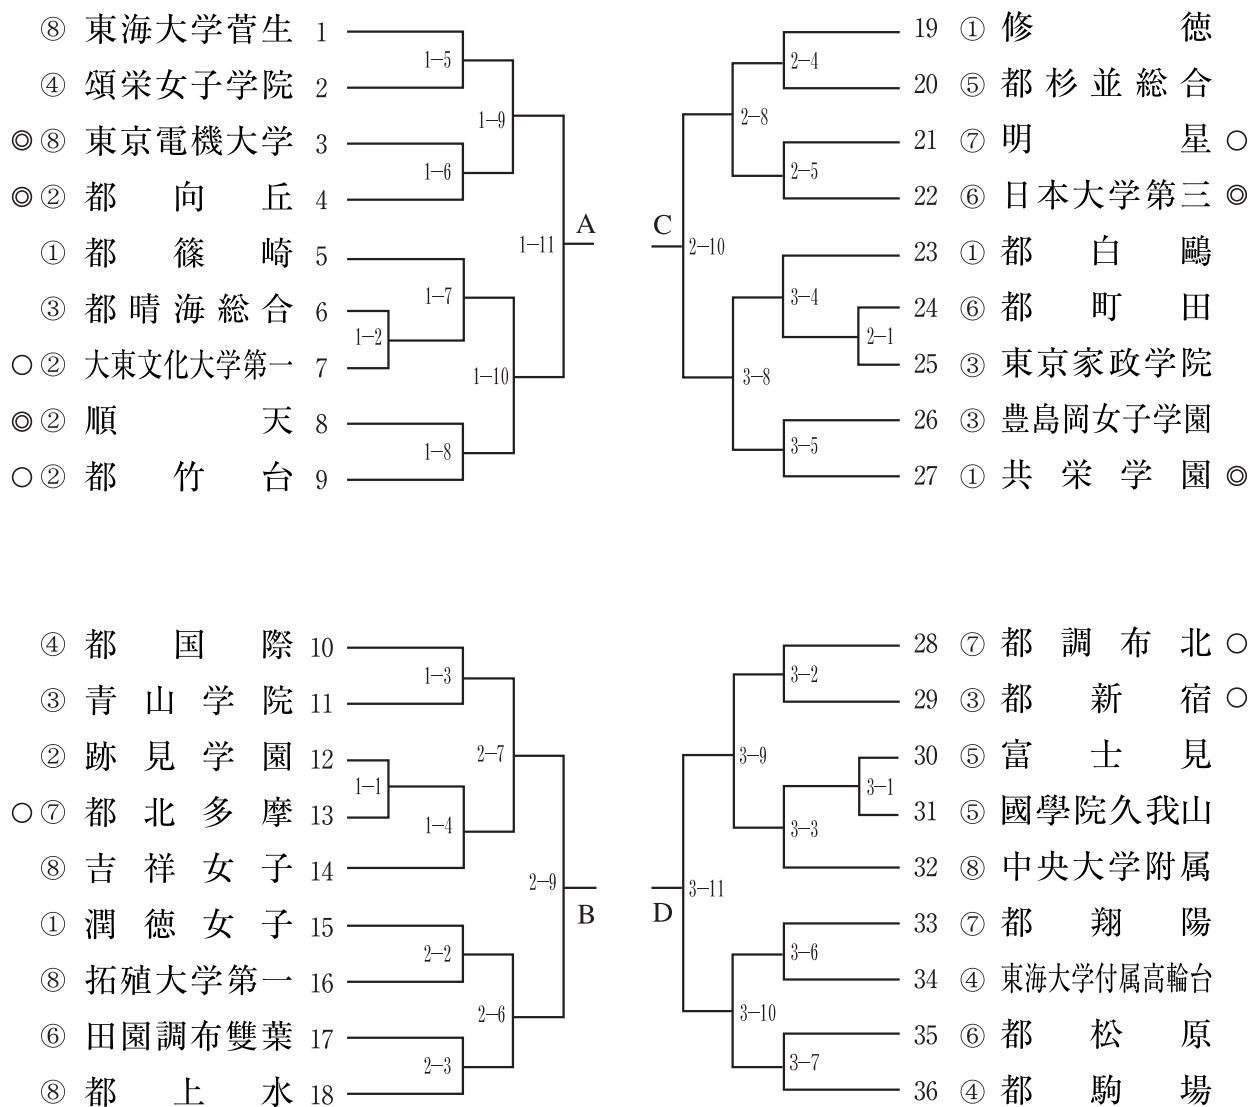 ⑧ 東海大学菅生 1
④ 頌栄女子学院 2
◎ ⑧ 東京電機大学 3
◎ ② 都向丘 4
① 都篠崎 5
③ 都晴海総合 6
○ ② 大東文化大学第一 7
◎ ② 順天 8
○ ② 都竹台 9
1-5
1-6
1-9
1-7
1-2
1-10
1-8
1-11
A
19 ① 修徳
20 ⑤ 都杉並総合
21 ⑦ 明星 ○
22 ⑥ 日本大学第三 ◎
23 ① 都白鷗
24 ⑥ 都町田
25 ③ 東京家政学院
26 ③ 豊島岡女子学園
27 ① 共栄学園 ◎
2-4
2-8
2-5
C
2-10
3-4
2-1
3-8
3-5
④ 都国際 10
③ 青山学院 11
② 跡見学園 12
○ ⑦ 都北多摩 13
⑧ 吉祥女子 14
① 潤徳女子 15
⑧ 拓殖大学第一 16
⑥ 田園調布雙葉 17
⑧ 都上水 18
1-3
2-7
1-1
1-4
2-9
B
2-2
2-6
2-3
28 ⑦ 都調布北 ○
29 ③ 都新宿 ○
30 ⑤ 富士見
31 ⑤ 國學院久我山
32 ⑧ 中央大学附属
33 ⑦ 都翔陽
34 ④ 東海大学付属高輪台
35 ⑥ 都松原
36 ④ 都駒場
3-2
3-9
3-1
3-3
3-11
D
3-6
3-10
3-7